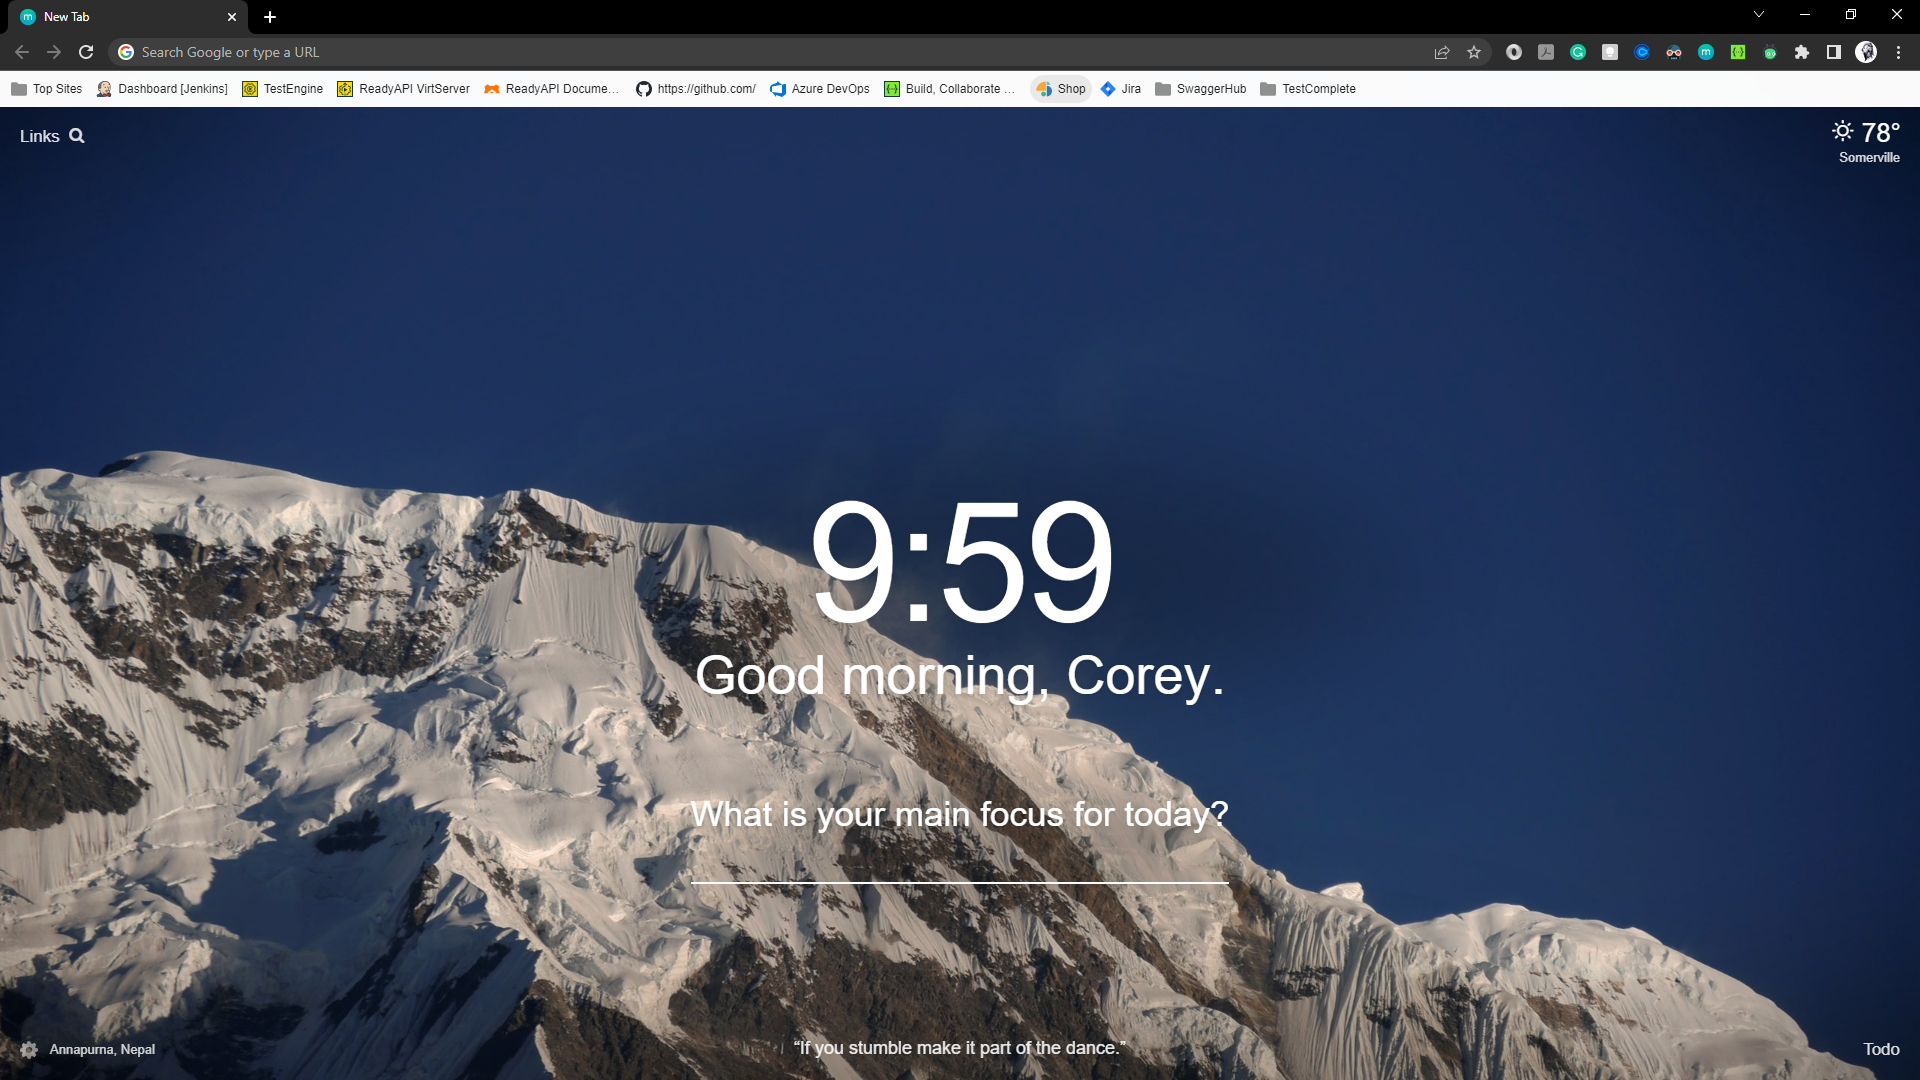 New Tab
Search Google or type a URL
Top Sites Dashboard [Jenkins] TestEngine ReadyAPI VirtServer ReadyAPI Docume... https://github.com/ Azure DevOps Build, Collaborate ... Shop Jira SwaggerHub TestComplete
Links
78°
Somerville
9:59
Good morning, Corey.
What is your main focus for today?
Annapurna, Nepal
“If you stumble make it part of the dance.”
Todo